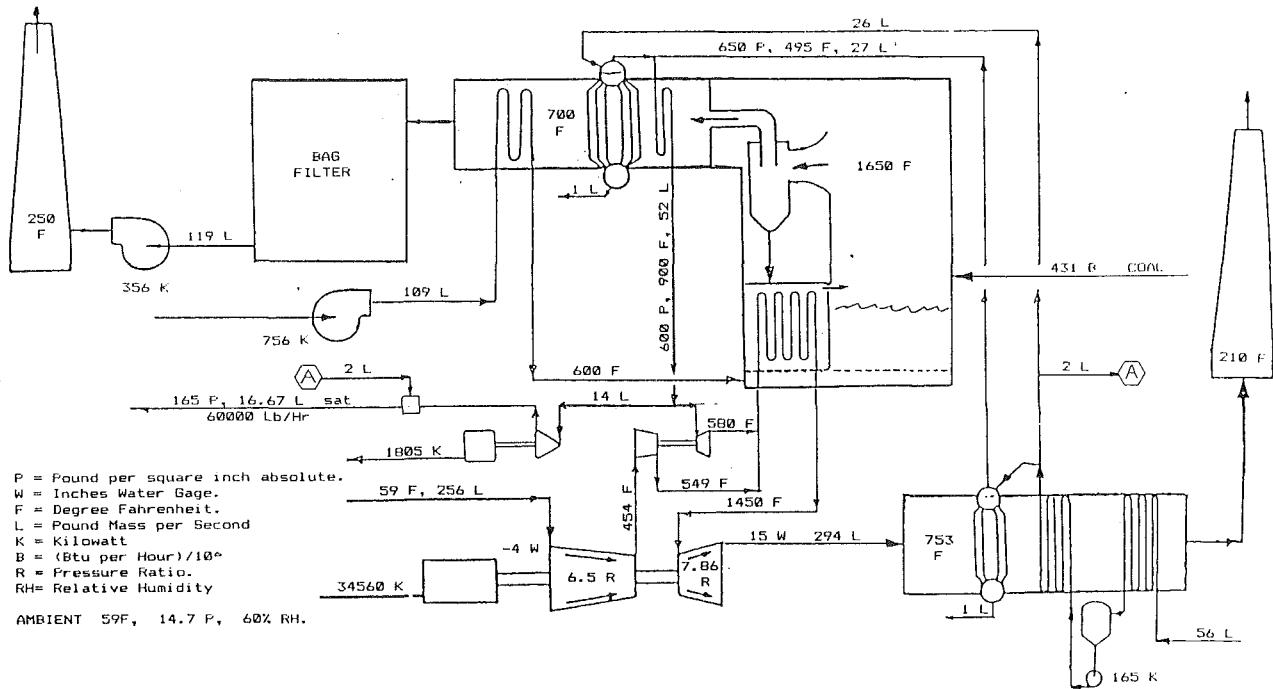 26 L
650 P, 495 F, 27 L
700
F
BAG
FILTER
1650 F
1 L
250
F
119 L
356 K
109 L
756 K
600 P, 900 F, 52 L
431 B COAL
210 F
600 F
A
2 L
2 L
A
165 P, 16.67 L sat
60000 Lb/Hr
14 L
580 F
1805 K
549 F
454 F
1450 F
P = Pound per square inch absolute.
W = Inches Water Gage.
F = Degree Fahrenheit.
L = Pound Mass per Second
K = Kilowatt
B = (Btu per Hour)/10⁶
R = Pressure Ratio.
RH= Relative Humidity
AMBIENT 59F, 14.7 P, 60% RH.
59 F, 256 L
-4 W
6.5 R
7.86
R
15 W 294 L
34560 K
753
F
1 L
56 L
165 K